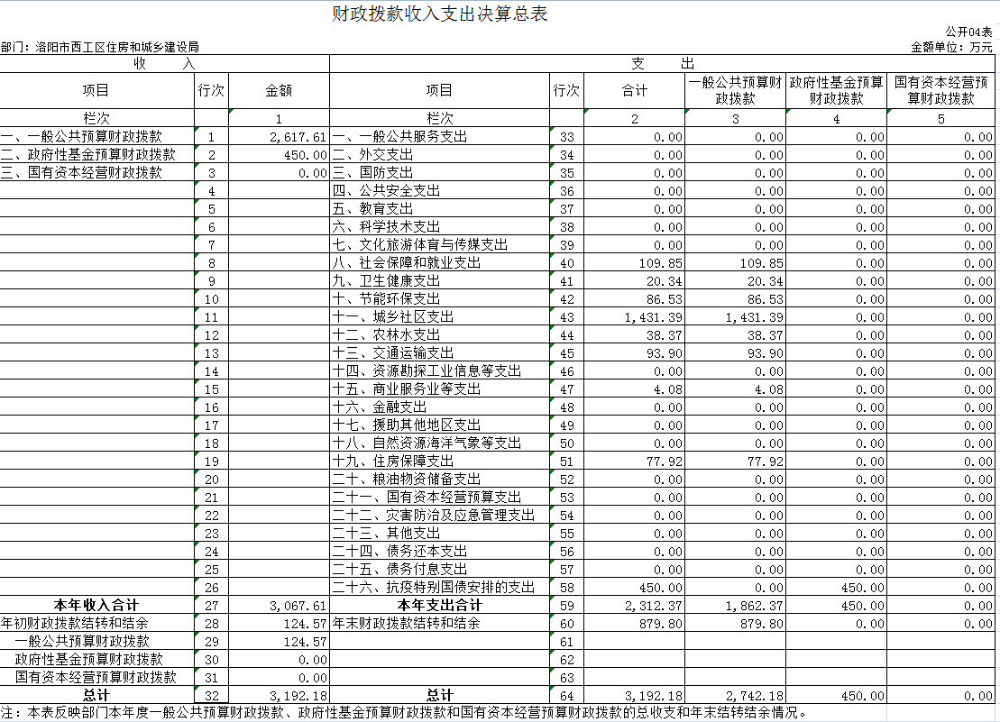 财政拨款收入支出决算总表
公开04表
部门：洛阳市西工区住房和城乡建设局 金额单位：万元
收 入 支 出
项目 行次 金额 项目 行次 合计 一般公共预算财政拨款 政府性基金预算财政拨款 国有资本经营预算财政拨款
栏次 1 栏次 2 3 4 5
一、一般公共预算财政拨款 1 2,617.61 一、一般公共服务支出 33 0.00 0.00 0.00 0.00
二、政府性基金预算财政拨款 2 450.00 二、外交支出 34 0.00 0.00 0.00 0.00
三、国有资本经营财政拨款 3 0.00 三、国防支出 35 0.00 0.00 0.00 0.00
4 四、公共安全支出 36 0.00 0.00 0.00 0.00
5 五、教育支出 37 0.00 0.00 0.00 0.00
6 六、科学技术支出 38 0.00 0.00 0.00 0.00
7 七、文化旅游体育与传媒支出 39 0.00 0.00 0.00 0.00
8 八、社会保障和就业支出 40 109.85 109.85 0.00 0.00
9 九、卫生健康支出 41 20.34 20.34 0.00 0.00
10 十、节能环保支出 42 86.53 86.53 0.00 0.00
11 十一、城乡社区支出 43 1,431.39 1,431.39 0.00 0.00
12 十二、农林水支出 44 38.37 38.37 0.00 0.00
13 十三、交通运输支出 45 93.90 93.90 0.00 0.00
14 十四、资源勘探工业信息等支出 46 0.00 0.00 0.00 0.00
15 十五、商业服务业等支出 47 4.08 4.08 0.00 0.00
16 十六、金融支出 48 0.00 0.00 0.00 0.00
17 十七、援助其他地区支出 49 0.00 0.00 0.00 0.00
18 十八、自然资源海洋气象等支出 50 0.00 0.00 0.00 0.00
19 十九、住房保障支出 51 77.92 77.92 0.00 0.00
20 二十、粮油物资储备支出 52 0.00 0.00 0.00 0.00
21 二十一、国有资本经营预算支出 53 0.00 0.00 0.00 0.00
22 二十二、灾害防治及应急管理支出 54 0.00 0.00 0.00 0.00
23 二十三、其他支出 55 0.00 0.00 0.00 0.00
24 二十四、债务还本支出 56 0.00 0.00 0.00 0.00
25 二十五、债务付息支出 57 0.00 0.00 0.00 0.00
26 二十六、抗疫特别国债安排的支出 58 450.00 0.00 450.00 0.00
本年收入合计 27 3,067.61 本年支出合计 59 2,312.37 1,862.37 450.00 0.00
年初财政拨款结转和结余 28 124.57 年末财政拨款结转和结余 60 879.80 879.80 0.00 0.00
一般公共预算财政拨款 29 124.57 61
政府性基金预算财政拨款 30 0.00 62
国有资本经营预算财政拨款 31 0.00 63
总计 32 3,192.18 总计 64 3,192.18 2,742.18 450.00 0.00
注：本表反映部门本年度一般公共预算财政拨款、政府性基金预算财政拨款和国有资本经营预算财政拨款的总收支和年末结转结余情况。